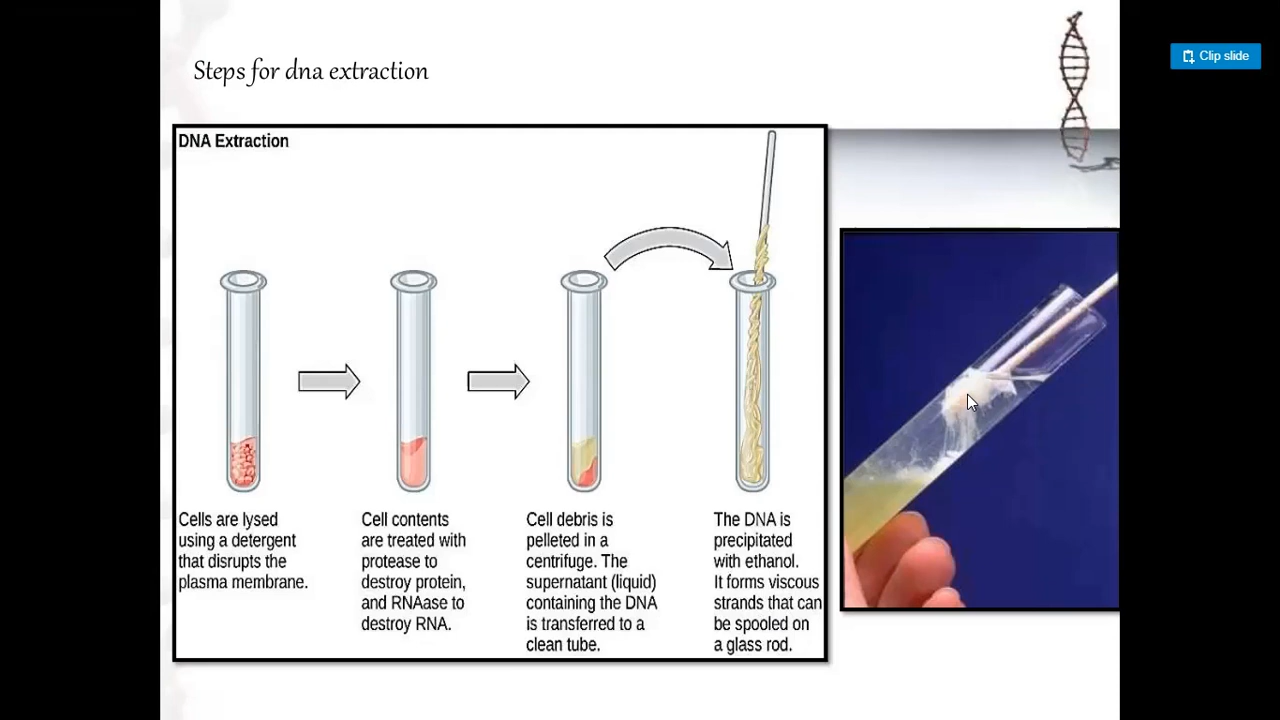 Steps for dna extraction
Clip slide
DNA Extraction
Cells are lysed
using a detergent
that disrupts the
plasma membrane.
Cell contents
are treated with
protease to
destroy protein,
and RNAase to
destroy RNA.
Cell debris is
pelleted in a
centrifuge. The
supernatant (liquid)
containing the DNA
is transferred to a
clean tube.
The DNA is
precipitated
with ethanol.
It forms viscous
strands that can
be spooled on
a glass rod.